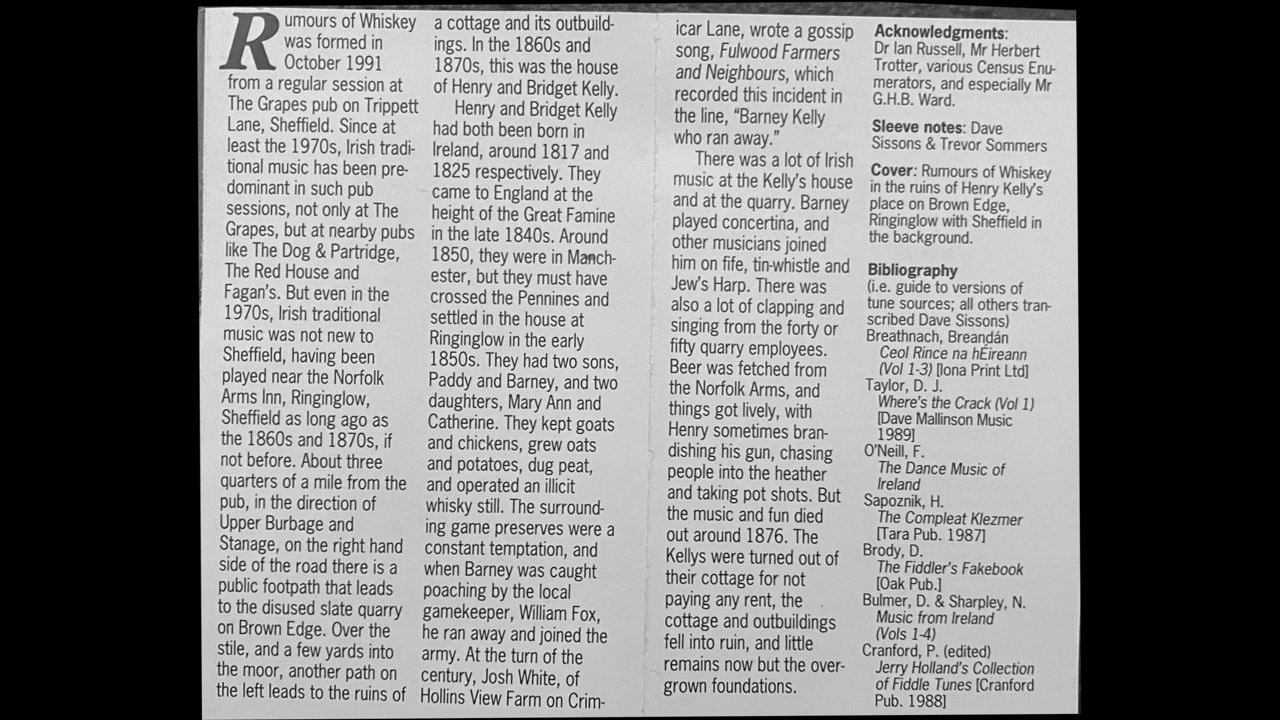 Rumours of Whiskey
was formed in
October 1991
from a regular session at
The Grapes pub on Trippett
Lane, Sheffield. Since at
least the 1970s, Irish tradi-
tional music has been pre-
dominant in such pub
sessions, not only at The
Grapes, but at nearby pubs
like The Dog & Partridge,
The Red House and
Fagan's. But even in the
1970s, Irish traditional
music was not new to
Sheffield, having been
played near the Norfolk
Arms Inn, Ringinglow,
Sheffield as long ago as
the 1860s and 1870s, if
not before. About three
quarters of a mile from the
pub, in the direction of
Upper Burbage and
Stanage, on the right hand
side of the road there is a
public footpath that leads
to the disused slate quarry
on Brown Edge. Over the
stile, and a few yards into
the moor, another path on
the left leads to the ruins of
a cottage and its outbuild-
ings. In the 1860s and
1870s, this was the house
of Henry and Bridget Kelly.
Henry and Bridget Kelly
had both been born in
Ireland, around 1817 and
1825 respectively. They
came to England at the
height of the Great Famine
in the late 1840s. Around
1850, they were in Manch-
ester, but they must have
crossed the Pennines and
settled in the house at
Ringinglow in the early
1850s. They had two sons,
Paddy and Barney, and two
daughters, Mary Ann and
Catherine. They kept goats
and chickens, grew oats
and potatoes, dug peat,
and operated an illicit
whisky still. The surround-
ing game preserves were a
constant temptation, and
when Barney was caught
poaching by the local
gamekeeper, William Fox,
he ran away and joined the
army. At the turn of the
century, Josh White, of
Hollins View Farm on Crim-
icar Lane, wrote a gossip
song, Fulwood Farmers
and Neighbours, which
recorded this incident in
the line, “Barney Kelly
who ran away.”
There was a lot of Irish
music at the Kelly's house
and at the quarry. Barney
played concertina, and
other musicians joined
him on fife, tin-whistle and
Jew's Harp. There was
also a lot of clapping and
singing from the forty or
fifty quarry employees.
Beer was fetched from
the Norfolk Arms, and
things got lively, with
Henry sometimes bran-
dishing his gun, chasing
people into the heather
and taking pot shots. But
the music and fun died
out around 1876. The
Kellys were turned out of
their cottage for not
paying any rent, the
cottage and outbuildings
fell into ruin, and little
remains now but the over-
grown foundations.
Acknowledgments:
Dr Ian Russell, Mr Herbert
Trotter, various Census Enu-
merators, and especially Mr
G.H.B. Ward.
Sleeve notes: Dave
Sissons & Trevor Sommers
Cover: Rumours of Whiskey
in the ruins of Henry Kelly's
place on Brown Edge,
Ringinglow with Sheffield in
the background.
Bibliography
(i.e. guide to versions of
tune sources; all others tran-
scribed Dave Sissons)
Breathnach, Breandán
Ceol Rince na hÉireann
(Vol 1-3) [Iona Print Ltd]
Taylor, D. J.
Where's the Crack (Vol 1)
[Dave Mallinson Music
1989]
O'Neill, F.
The Dance Music of
Ireland
Sapoznik, H.
The Compleat Klezmer
[Tara Pub. 1987]
Brody, D.
The Fiddler's Fakebook
[Oak Pub.]
Bulmer, D. & Sharpley, N.
Music from Ireland
(Vols 1-4)
Cranford, P. (edited)
Jerry Holland's Collection
of Fiddle Tunes [Cranford
Pub. 1988]